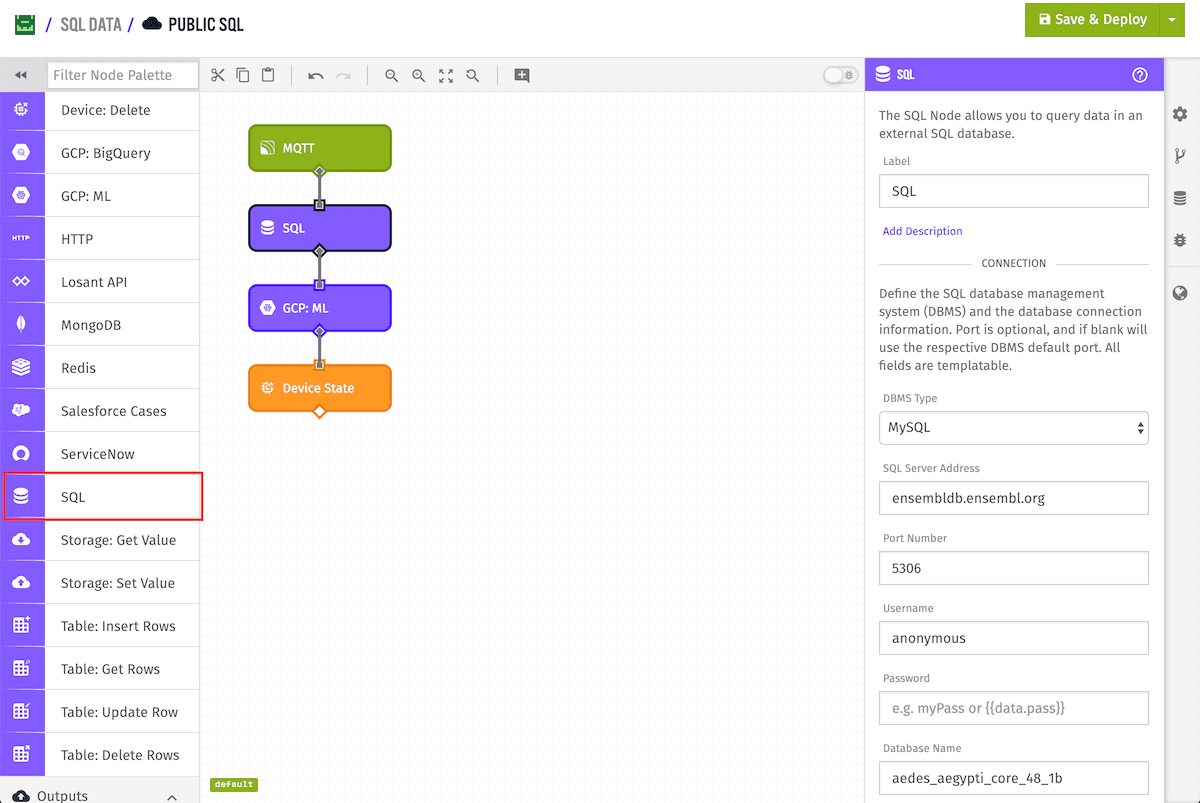 / SQL DATA / PUBLIC SQL
Save & Deploy
Filter Node Palette
Device: Delete
GCP: BigQuery
GCP: ML
HTTP HTTP
Losant API
MongoDB
Redis
Salesforce Cases
ServiceNow
SQL
Storage: Get Value
Storage: Set Value
Table: Insert Rows
Table: Get Rows
Table: Update Row
Table: Delete Rows
Outputs
MQTT
SQL
GCP: ML
Device State
default
SQL
The SQL Node allows you to query data in an
external SQL database.
Label
SQL
Add Description
CONNECTION
Define the SQL database management
system (DBMS) and the database connection
information. Port is optional, and if blank will
use the respective DBMS default port. All
fields are templatable.
DBMS Type
MySQL
SQL Server Address
ensembldb.ensembl.org
Port Number
5306
Username
anonymous
Password
e.g. myPass or {{data.pass}}
Database Name
aedes_aegypti_core_48_1b